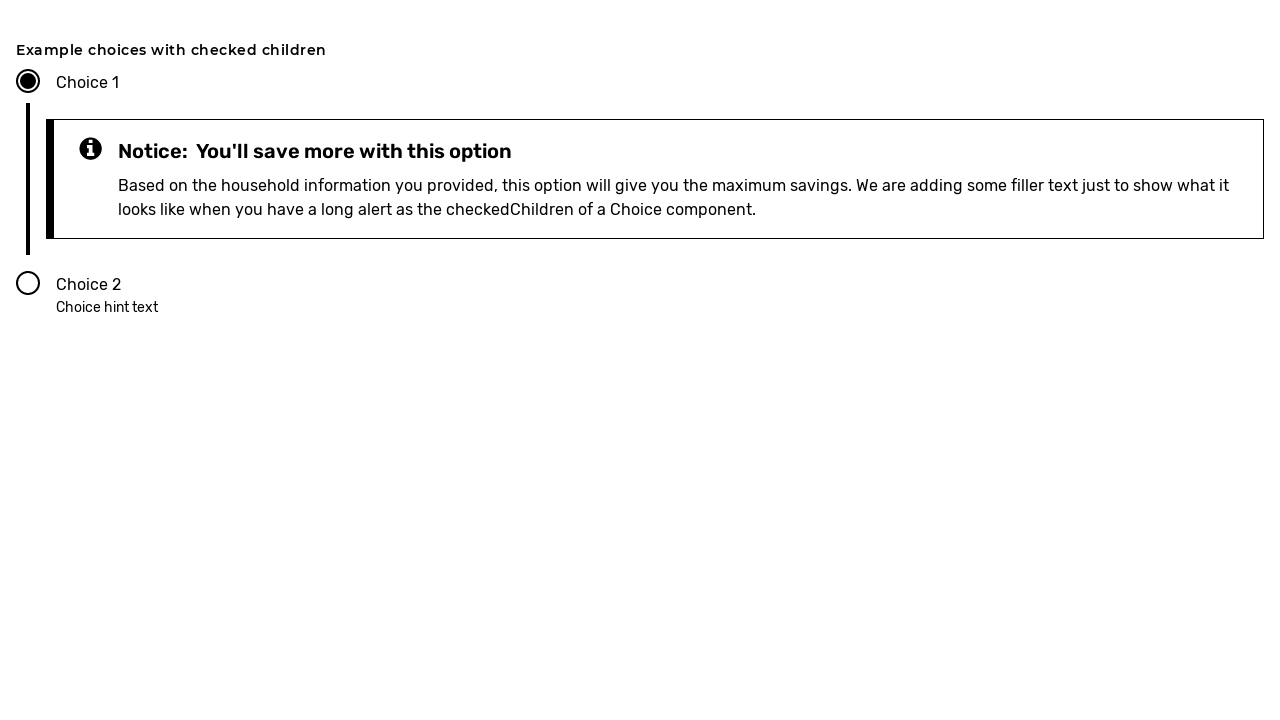 Example choices with checked children
Choice 1
Notice: You'll save more with this option
Based on the household information you provided, this option will give you the maximum savings. We are adding some filler text just to show what it
looks like when you have a long alert as the checkedChildren of a Choice component.
Choice 2
Choice hint text